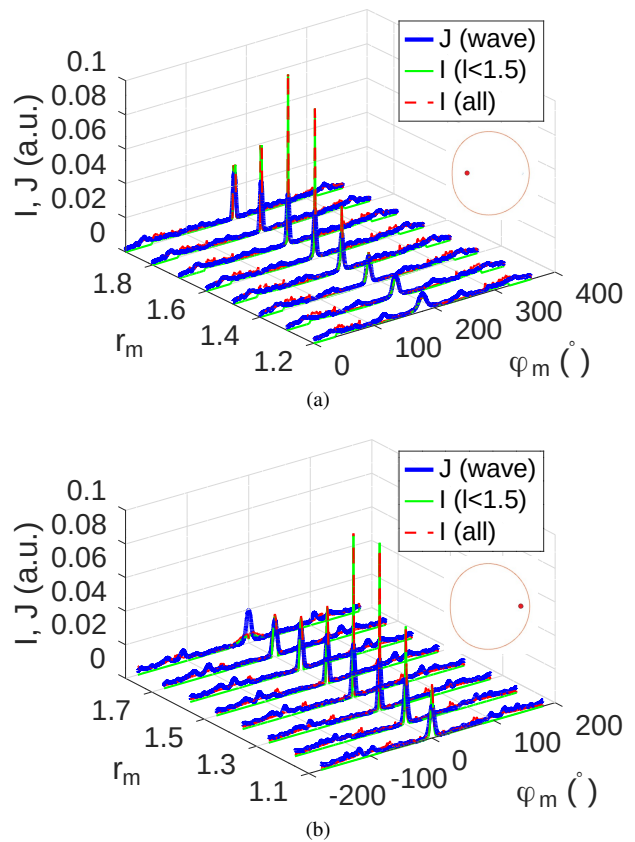 0.1
0.08
0.06
0.04
0.02
0
I, J (a.u.)
J (wave)
I (l<1.5)
I (all)
1.8
1.6
1.4
1.2
r_m
0
100
200
300
400
φ_m (°)
(a)
0.1
0.08
0.06
0.04
0.02
0
I, J (a.u.)
J (wave)
I (l<1.5)
I (all)
1.7
1.5
1.3
1.1
r_m
-200
-100
0
100
200
φ_m (°)
(b)